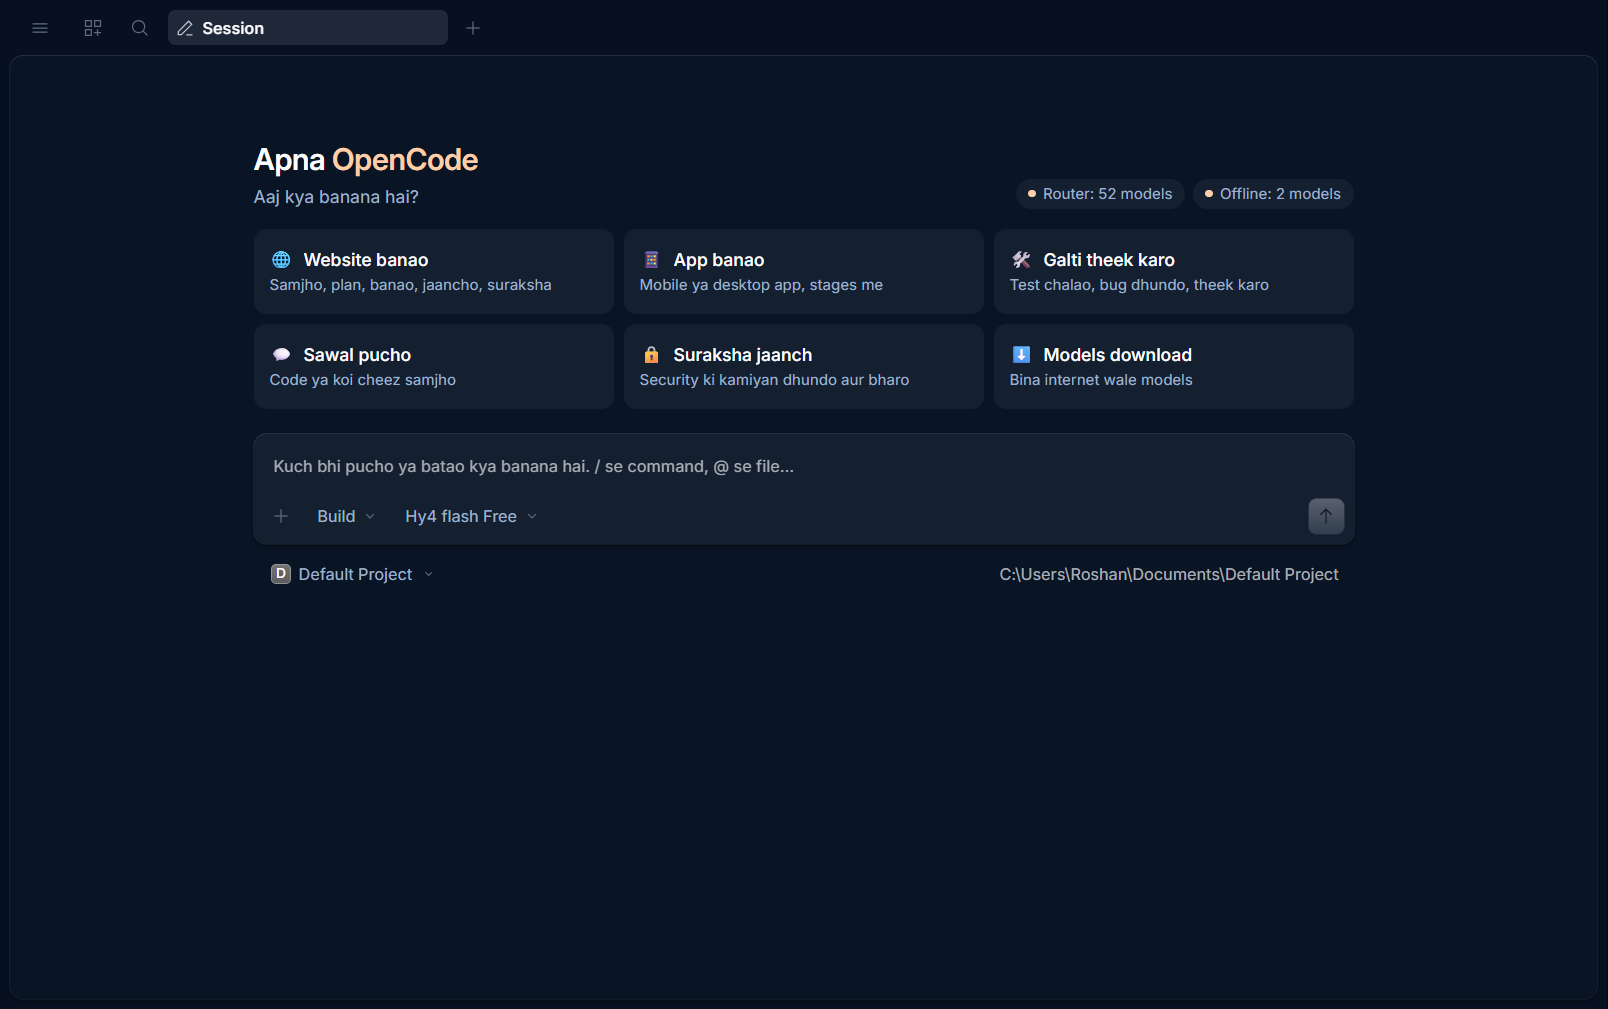 Session
Apna OpenCode
Aaj kya banana hai?
Router: 52 models
Offline: 2 models
Website banao
Samjho, plan, banao, jaancho, suraksha
App banao
Mobile ya desktop app, stages me
Galti theek karo
Test chalao, bug dhundo, theek karo
Sawal pucho
Code ya koi cheez samjho
Suraksha jaanch
Security ki kamiyan dhundo aur bharo
Models download
Bina internet wale models
Kuch bhi pucho ya batao kya banana hai. / se command, @ se file...
Build
Hy4 flash Free
D Default Project
C:\Users\Roshan\Documents\Default Project